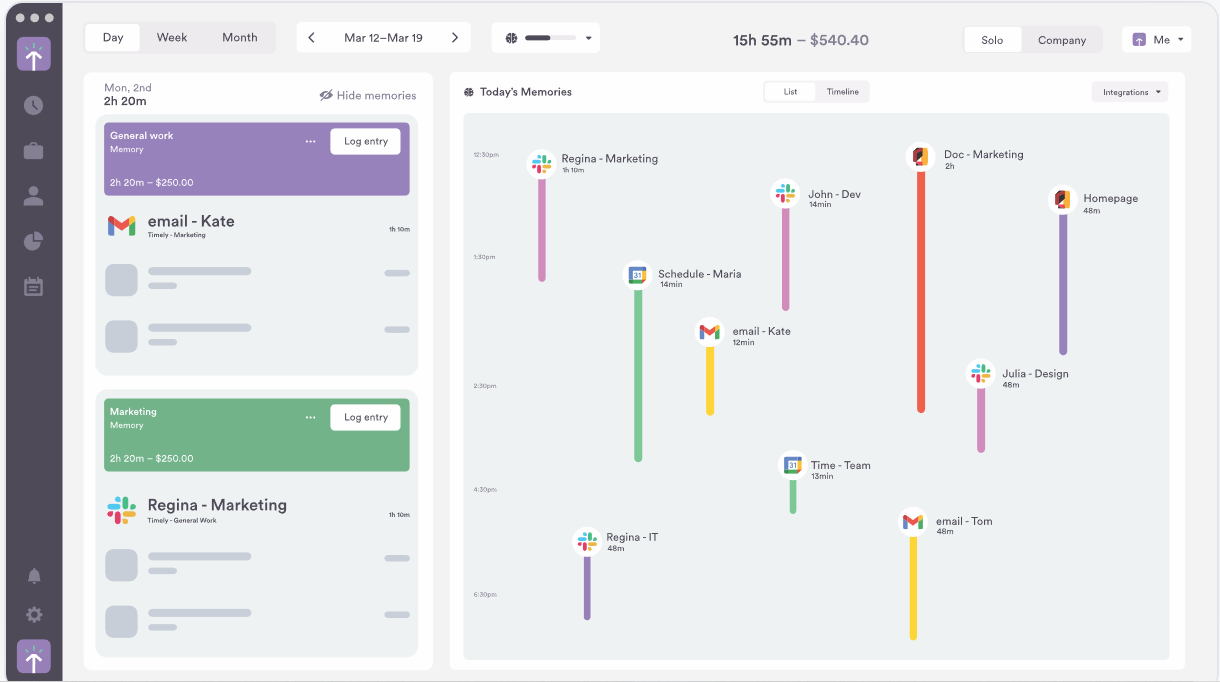 Day
Week
Month
Mar 12–Mar 19
15h 55m – $540.40
Solo
Company
Me
Mon, 2nd
2h 20m
Hide memories
General work
Memory
...
Log entry
2h 20m – $250.00
email - Kate
Timely - Marketing
1h 10m
Marketing
Memory
...
Log entry
2h 20m – $250.00
Regina - Marketing
Timely - General Work
1h 10m
Today's Memories
List
Timeline
Integrations
12:30pm
Regina - Marketing
1h 10m
Doc - Marketing
2h
John - Dev
14min
Homepage
48m
1:30pm
31
Schedule - Maria
14min
email - Kate
12min
Julia - Design
48m
2:30pm
31
Time - Team
13min
4:30pm
email - Tom
48m
Regina - IT
48m
6:30pm